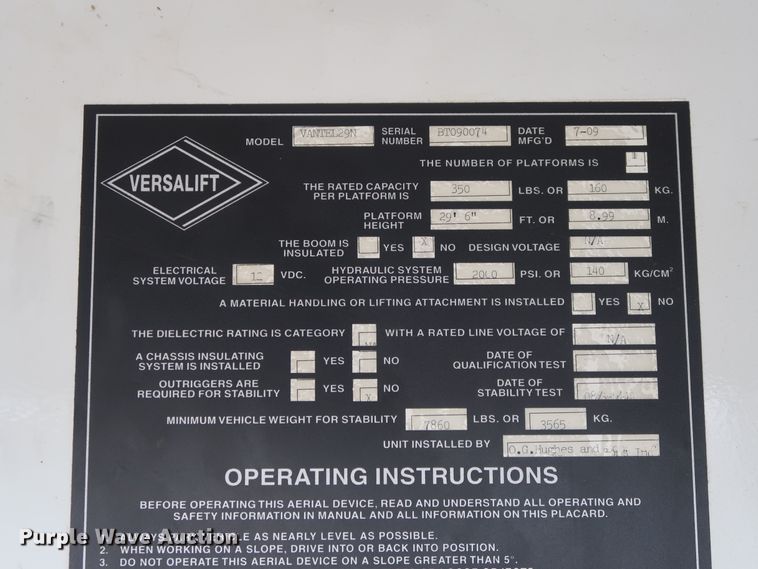 MODEL VANTEL29N SERIAL NUMBER BT090074 DATE MFG'D 7-09
THE NUMBER OF PLATFORMS IS 1
VERSALIFT
THE RATED CAPACITY PER PLATFORM IS 350 LBS. OR 160 KG.
PLATFORM HEIGHT 29' 6" FT. OR 8.99 M.
THE BOOM IS INSULATED YES X NO DESIGN VOLTAGE N/A
ELECTRICAL SYSTEM VOLTAGE 12 VDC. HYDRAULIC SYSTEM OPERATING PRESSURE 2000 PSI. OR 140 KG/CM²
A MATERIAL HANDLING OR LIFTING ATTACHMENT IS INSTALLED YES X NO
THE DIELECTRIC RATING IS CATEGORY WITH A RATED LINE VOLTAGE OF N/A
A CHASSIS INSULATING SYSTEM IS INSTALLED YES NO DATE OF QUALIFICATION TEST
OUTRIGGERS ARE REQUIRED FOR STABILITY YES X NO DATE OF STABILITY TEST
MINIMUM VEHICLE WEIGHT FOR STABILITY 7860 LBS. OR 3565 KG.
UNIT INSTALLED BY O.G.Hughes and
OPERATING INSTRUCTIONS
BEFORE OPERATING THIS AERIAL DEVICE, READ AND UNDERSTAND ALL OPERATING AND
SAFETY INFORMATION IN MANUAL AND ALL INFORMATION ON THIS PLACARD.
Purple Wave Auction
AS NEARLY LEVEL AS POSSIBLE.
2. WHEN WORKING ON A SLOPE, DRIVE INTO OR BACK INTO POSITION.
3. DO NOT OPERATE THIS AERIAL DEVICE ON A SLOPE GREATER THAN 5°.